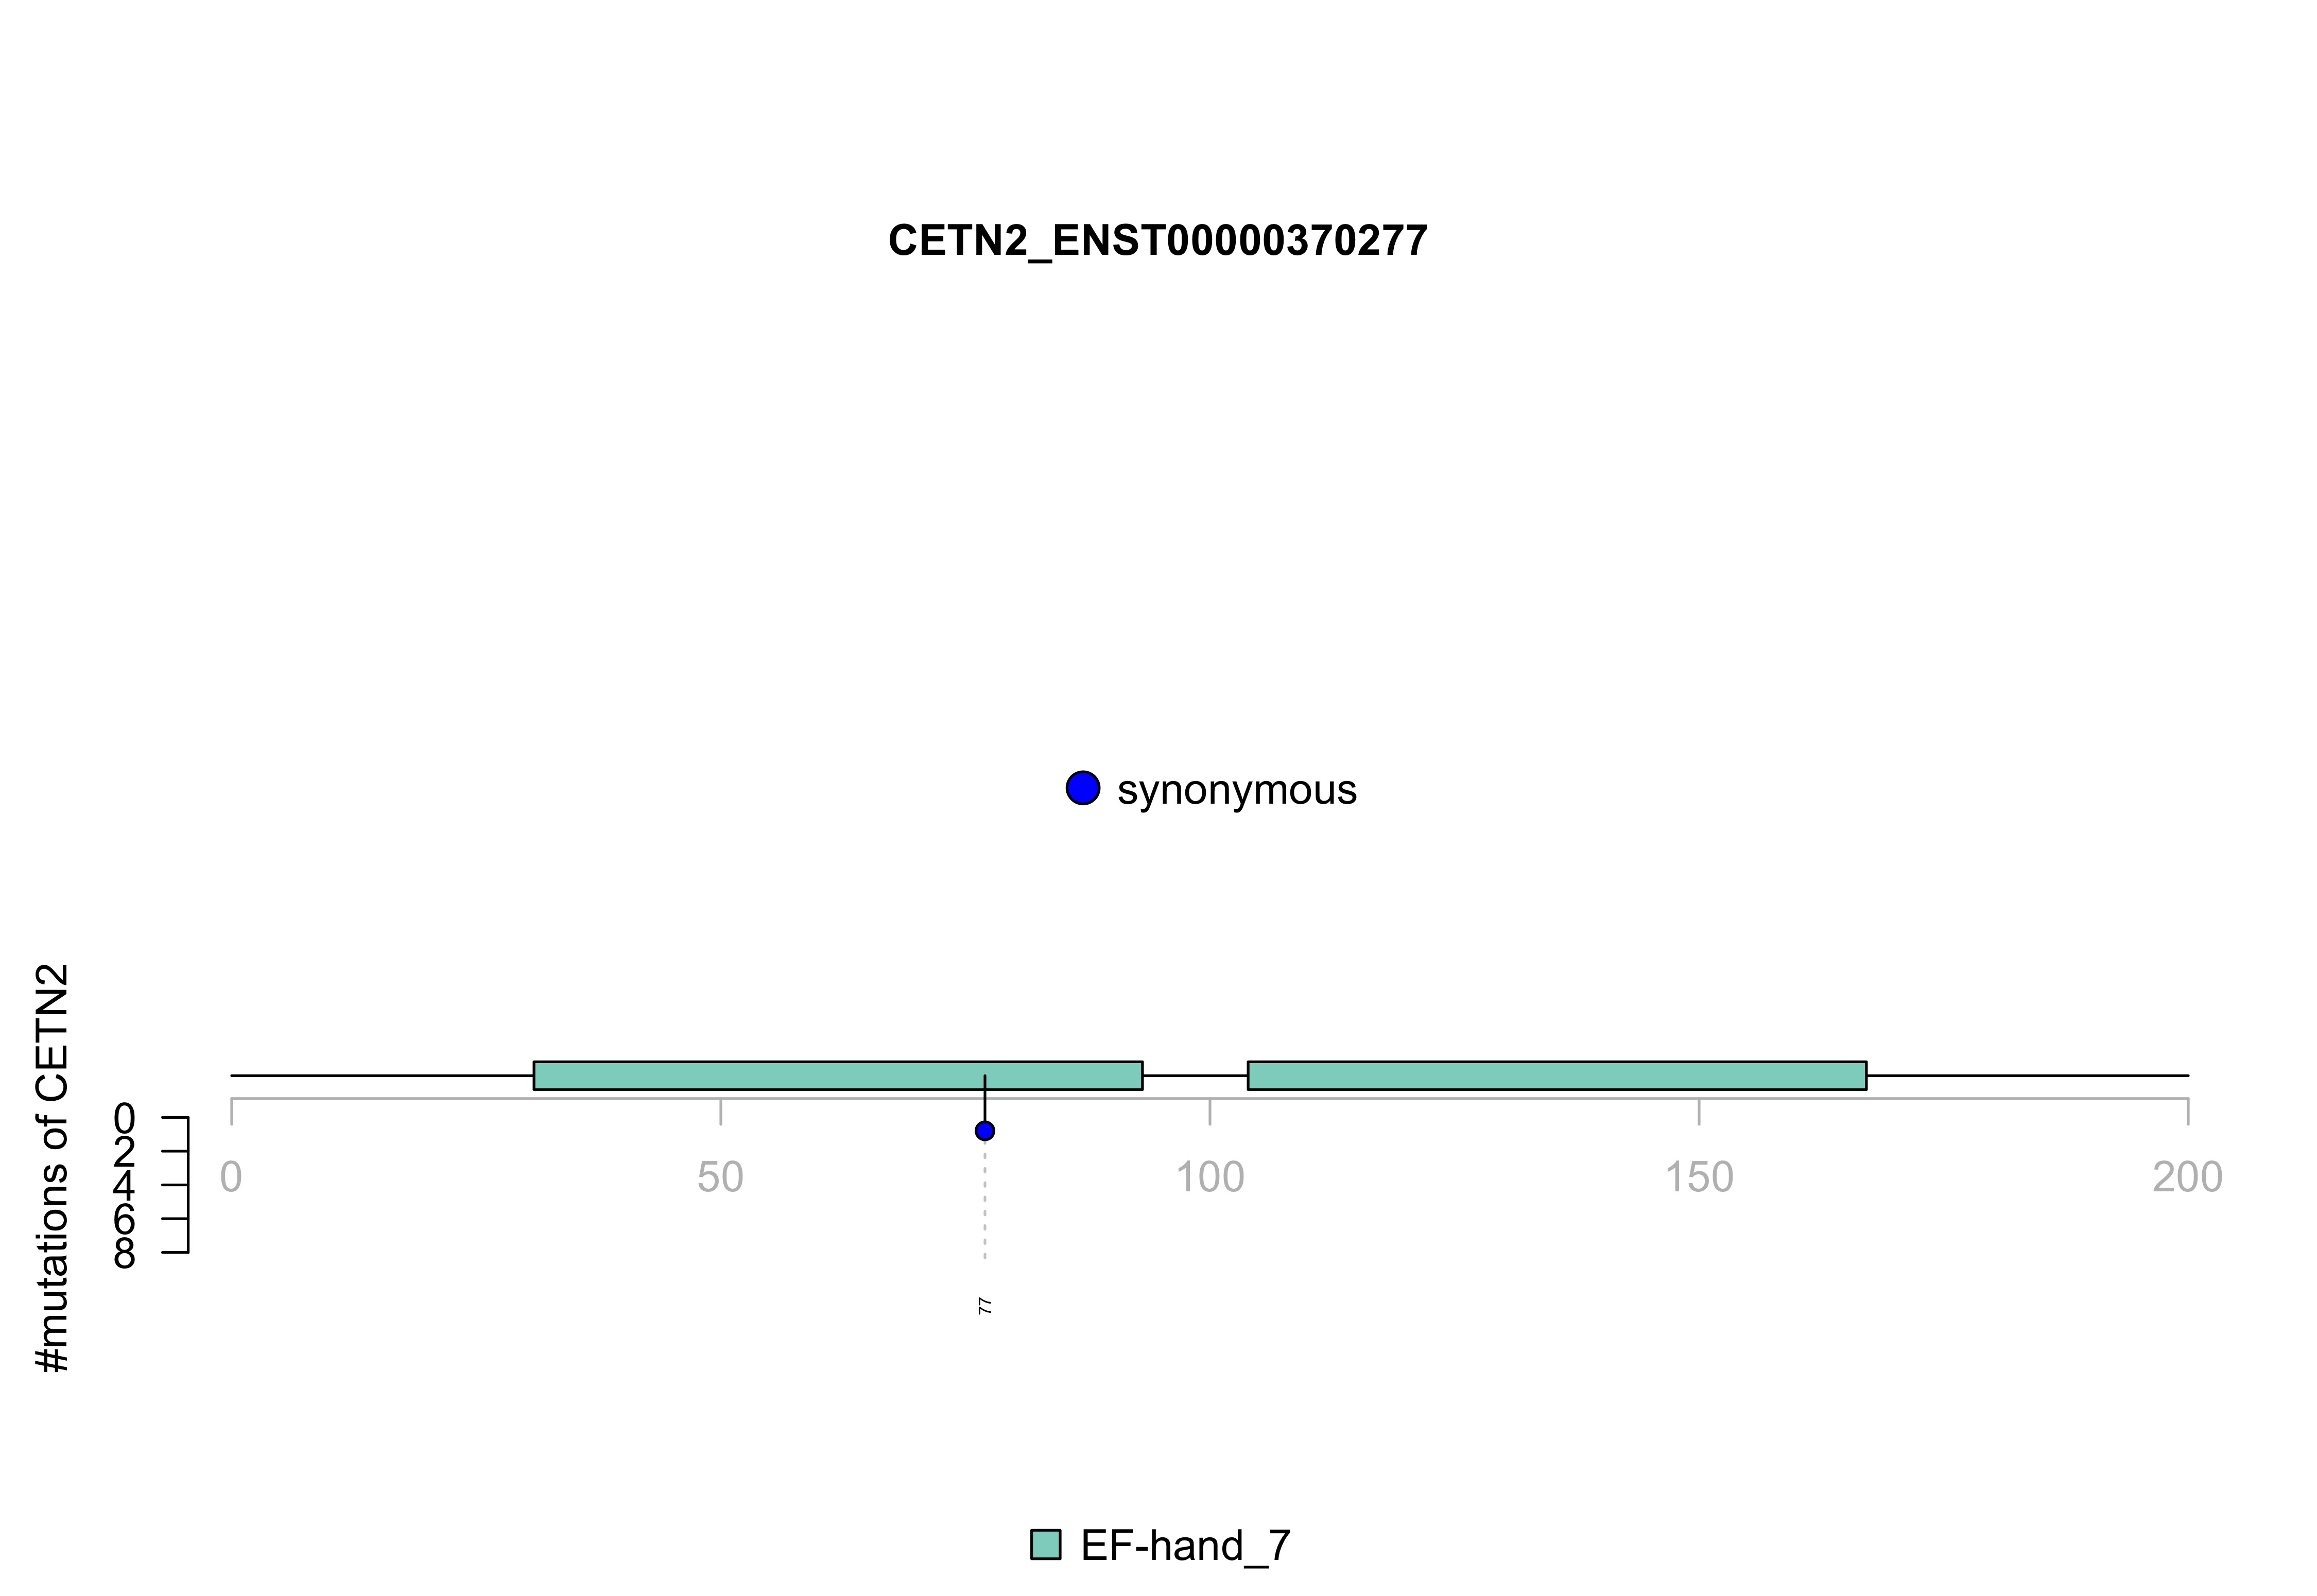 CETN2_ENST00000370277
synonymous
#mutations of CETN2
0
2
4
6
8
0 50 100 150 200
77
EF-hand_7